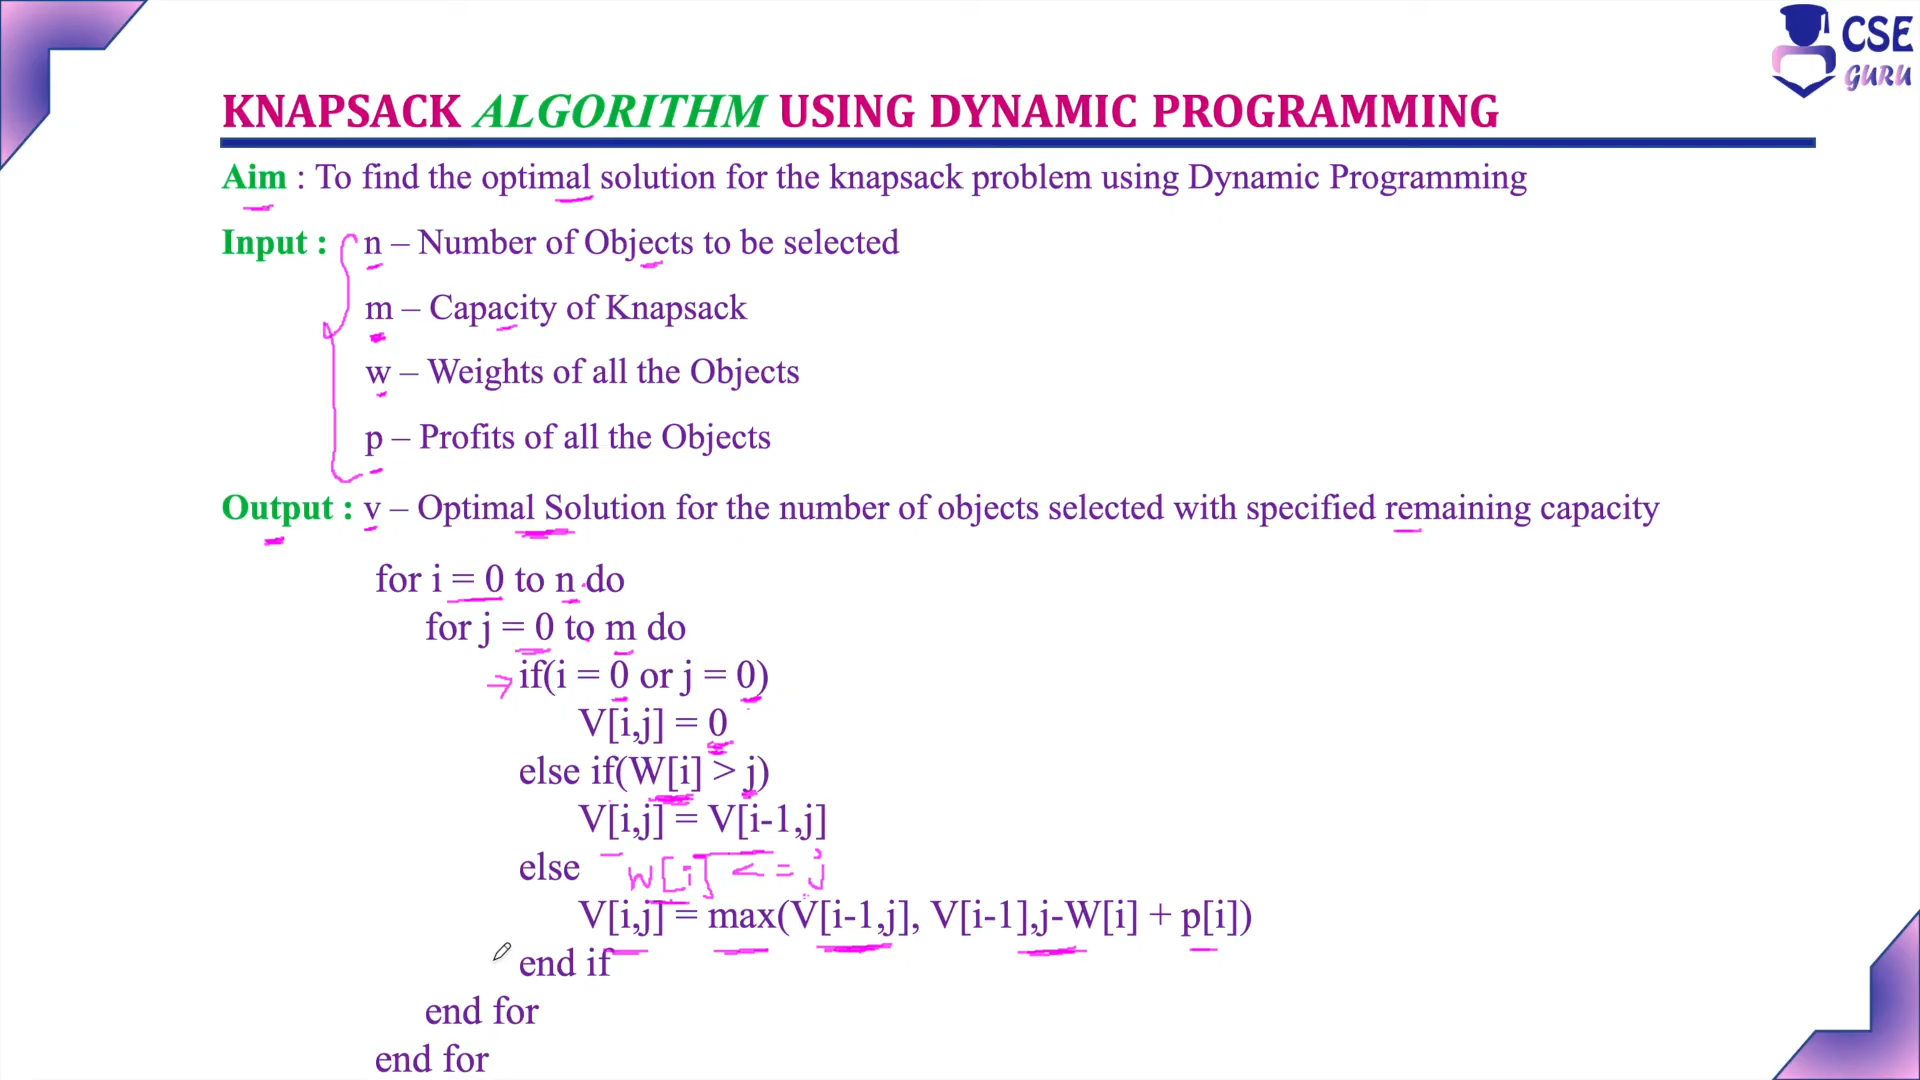 CSE
GURU
KNAPSACK ALGORITHM USING DYNAMIC PROGRAMMING
Aim : To find the optimal solution for the knapsack problem using Dynamic Programming
Input : n – Number of Objects to be selected
m – Capacity of Knapsack
w – Weights of all the Objects
p – Profits of all the Objects
Output : v – Optimal Solution for the number of objects selected with specified remaining capacity
for i = 0 to n do
for j = 0 to m do
if(i = 0 or j = 0)
V[i,j] = 0
else if(W[i] > j)
V[i,j] = V[i-1,j]
else W[i] <= j
V[i,j] = max(V[i-1,j], V[i-1],j-W[i] + p[i])
end if
end for
end for